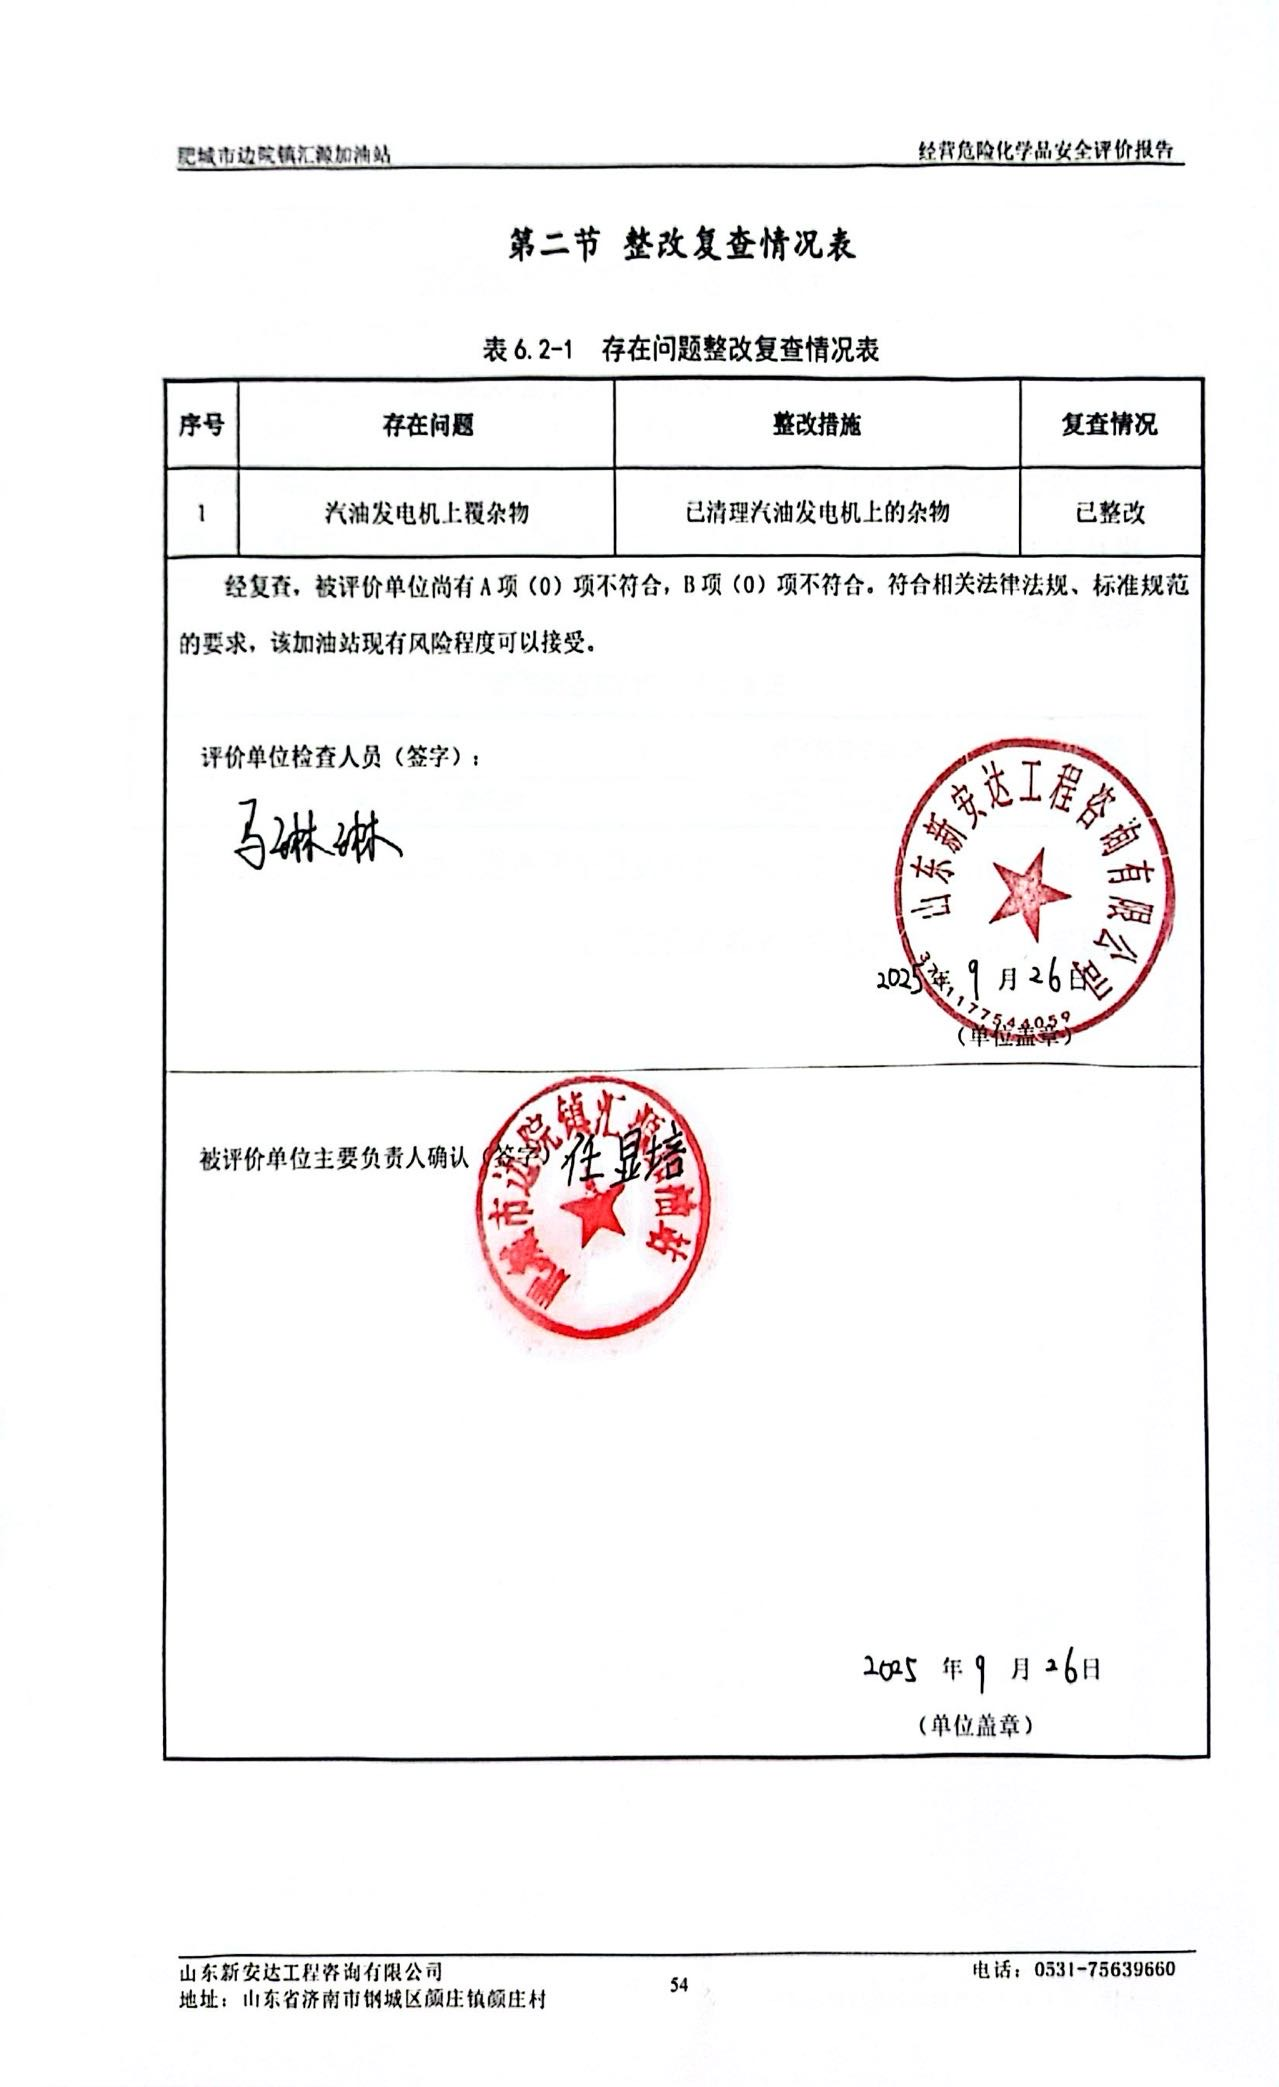 肥城市边院镇汇源加油站 经营危险化学品安全评价报告
第二节 整改复查情况表
表 6.2-1 存在问题整改复查情况表
序号 存在问题 整改措施 复查情况
1 汽油发电机上覆杂物 已清理汽油发电机上的杂物 已整改
经复查，被评价单位尚有 A 项（0）项不符合，B 项（0）项不符合。符合相关法律法规、标准规范
的要求，该加油站现有风险程度可以接受。
评价单位检查人员（签字）：
马琳琳
山东新安达工程咨询有限公司
2025 年 9 月 26 日
1177544059
（单位盖章）
被评价单位主要负责人确认（签字） 任显培
市边院镇汇 油站
2025 年 9 月 26 日
（单位盖章）
山东新安达工程咨询有限公司 电话：0531-75639660
地址：山东省济南市钢城区颜庄镇颜庄村
54